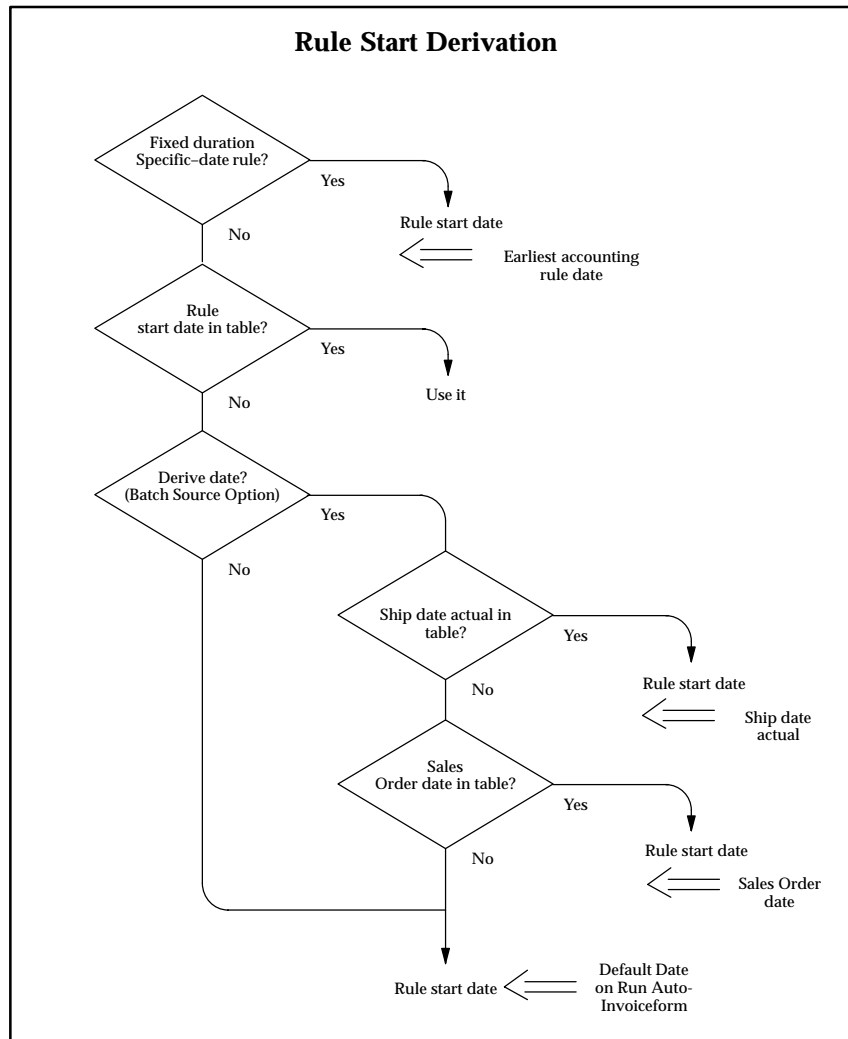 Rule Start Derivation
Fixed duration
Specific–date rule?
Yes
No
Rule start date
Earliest accounting
rule date
Rule
start date in table?
Yes
No
Use it
Derive date?
(Batch Source Option)
Yes
No
Ship date actual in
table?
Yes
No
Rule start date
Ship date
actual
Sales
Order date in table?
Yes
No
Rule start date
Sales Order
date
Rule start date
Default Date
on Run Auto-
Invoiceform